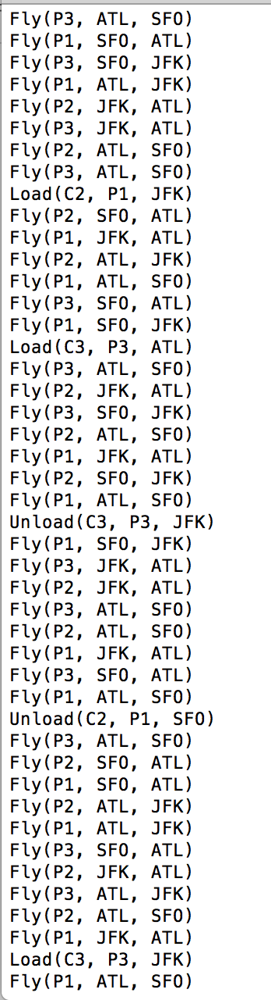 Fly(P3, ATL, SFO)
Fly(P1, SFO, JFK)
Fly(P3, SFO, JFK)
Fly(P1, ATL, JFK)
Fly(P2, JFK, ATL)
Fly(P3, JFK, ATL)
Fly(P2, ATL, SFO)
Fly(P3, ATL, SFO)
Load(C2, P1, JFK)
Fly(P2, SFO, ATL)
Fly(P1, JFK, ATL)
Fly(P2, ATL, JFK)
Fly(P1, ATL, SFO)
Fly(P3, SFO, ATL)
Fly(P1, SFO, JFK)
Load(C3, P3, ATL)
Fly(P3, ATL, SFO)
Fly(P2, JFK, ATL)
Fly(P3, SFO, JFK)
Fly(P2, ATL, SFO)
Fly(P1, JFK, ATL)
Fly(P2, SFO, JFK)
Fly(P1, ATL, SFO)
Unload(C3, P3, JFK)
Fly(P1, SFO, JFK)
Fly(P3, JFK, ATL)
Fly(P2, JFK, ATL)
Fly(P3, ATL, SFO)
Fly(P2, ATL, SFO)
Fly(P1, JFK, ATL)
Fly(P3, SFO, ATL)
Fly(P1, ATL, SFO)
Unload(C2, P1, SFO)
Fly(P3, ATL, SFO)
Fly(P2, SFO, ATL)
Fly(P1, SFO, ATL)
Fly(P2, ATL, JFK)
Fly(P1, ATL, JFK)
Fly(P3, SFO, ATL)
Fly(P2, JFK, ATL)
Fly(P3, ATL, JFK)
Fly(P2, ATL, SFO)
Fly(P1, JFK, ATL)
Load(C3, P3, JFK)
Fly(P1, ATL, SFO)